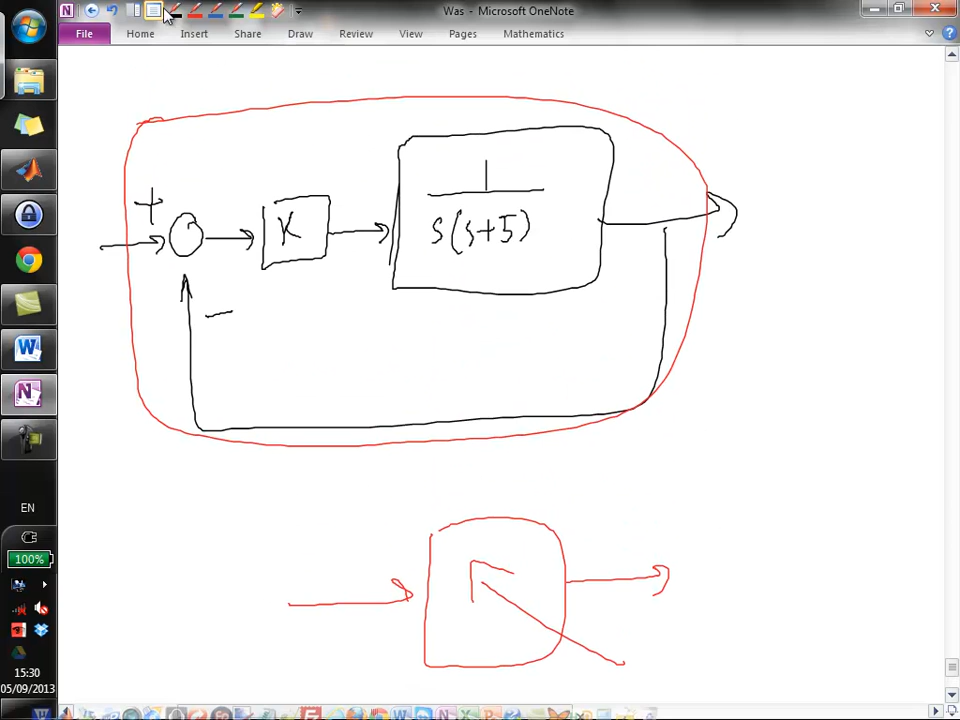 Was - Microsoft OneNote
File Home Insert Share Draw Review View Pages Mathematics
+
K
1
s(s+5)
−
EN
100%
15:30
05/09/2013